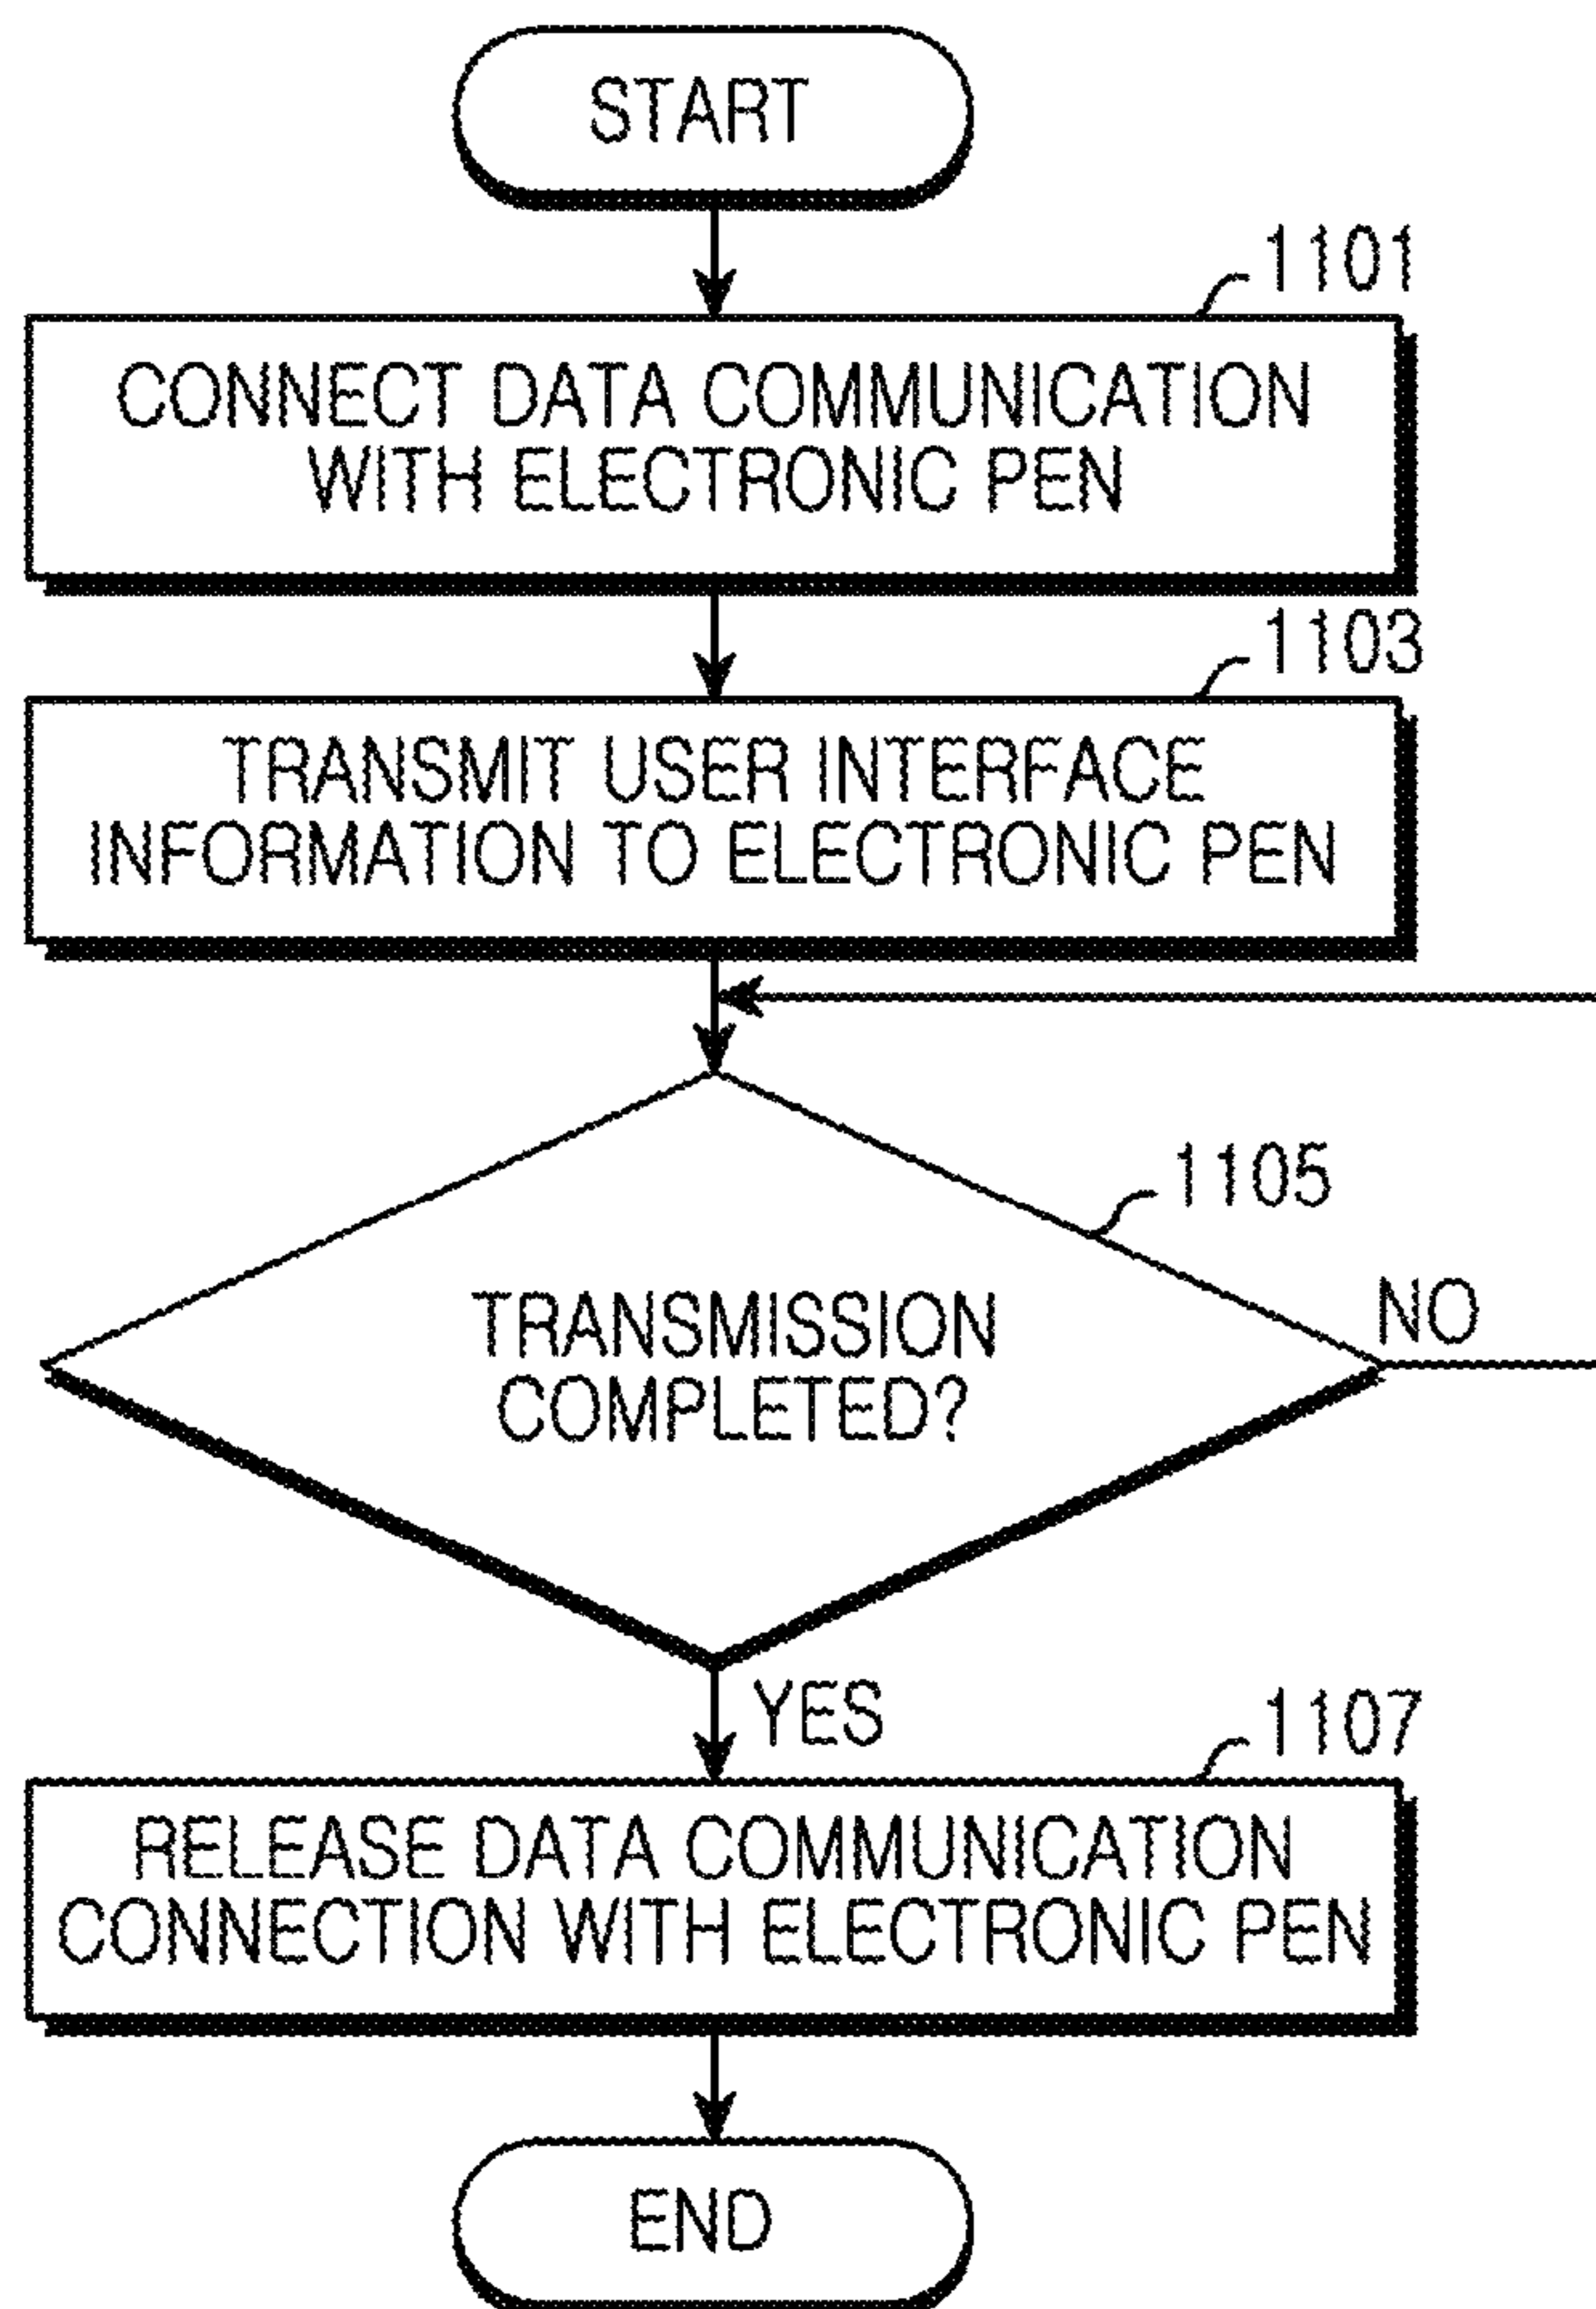 START
1101
CONNECT DATA COMMUNICATION
WITH ELECTRONIC PEN
1103
TRANSMIT USER INTERFACE
INFORMATION TO ELECTRONIC PEN
1105
TRANSMISSION
COMPLETED?
NO
YES
1107
RELEASE DATA COMMUNICATION
CONNECTION WITH ELECTRONIC PEN
END